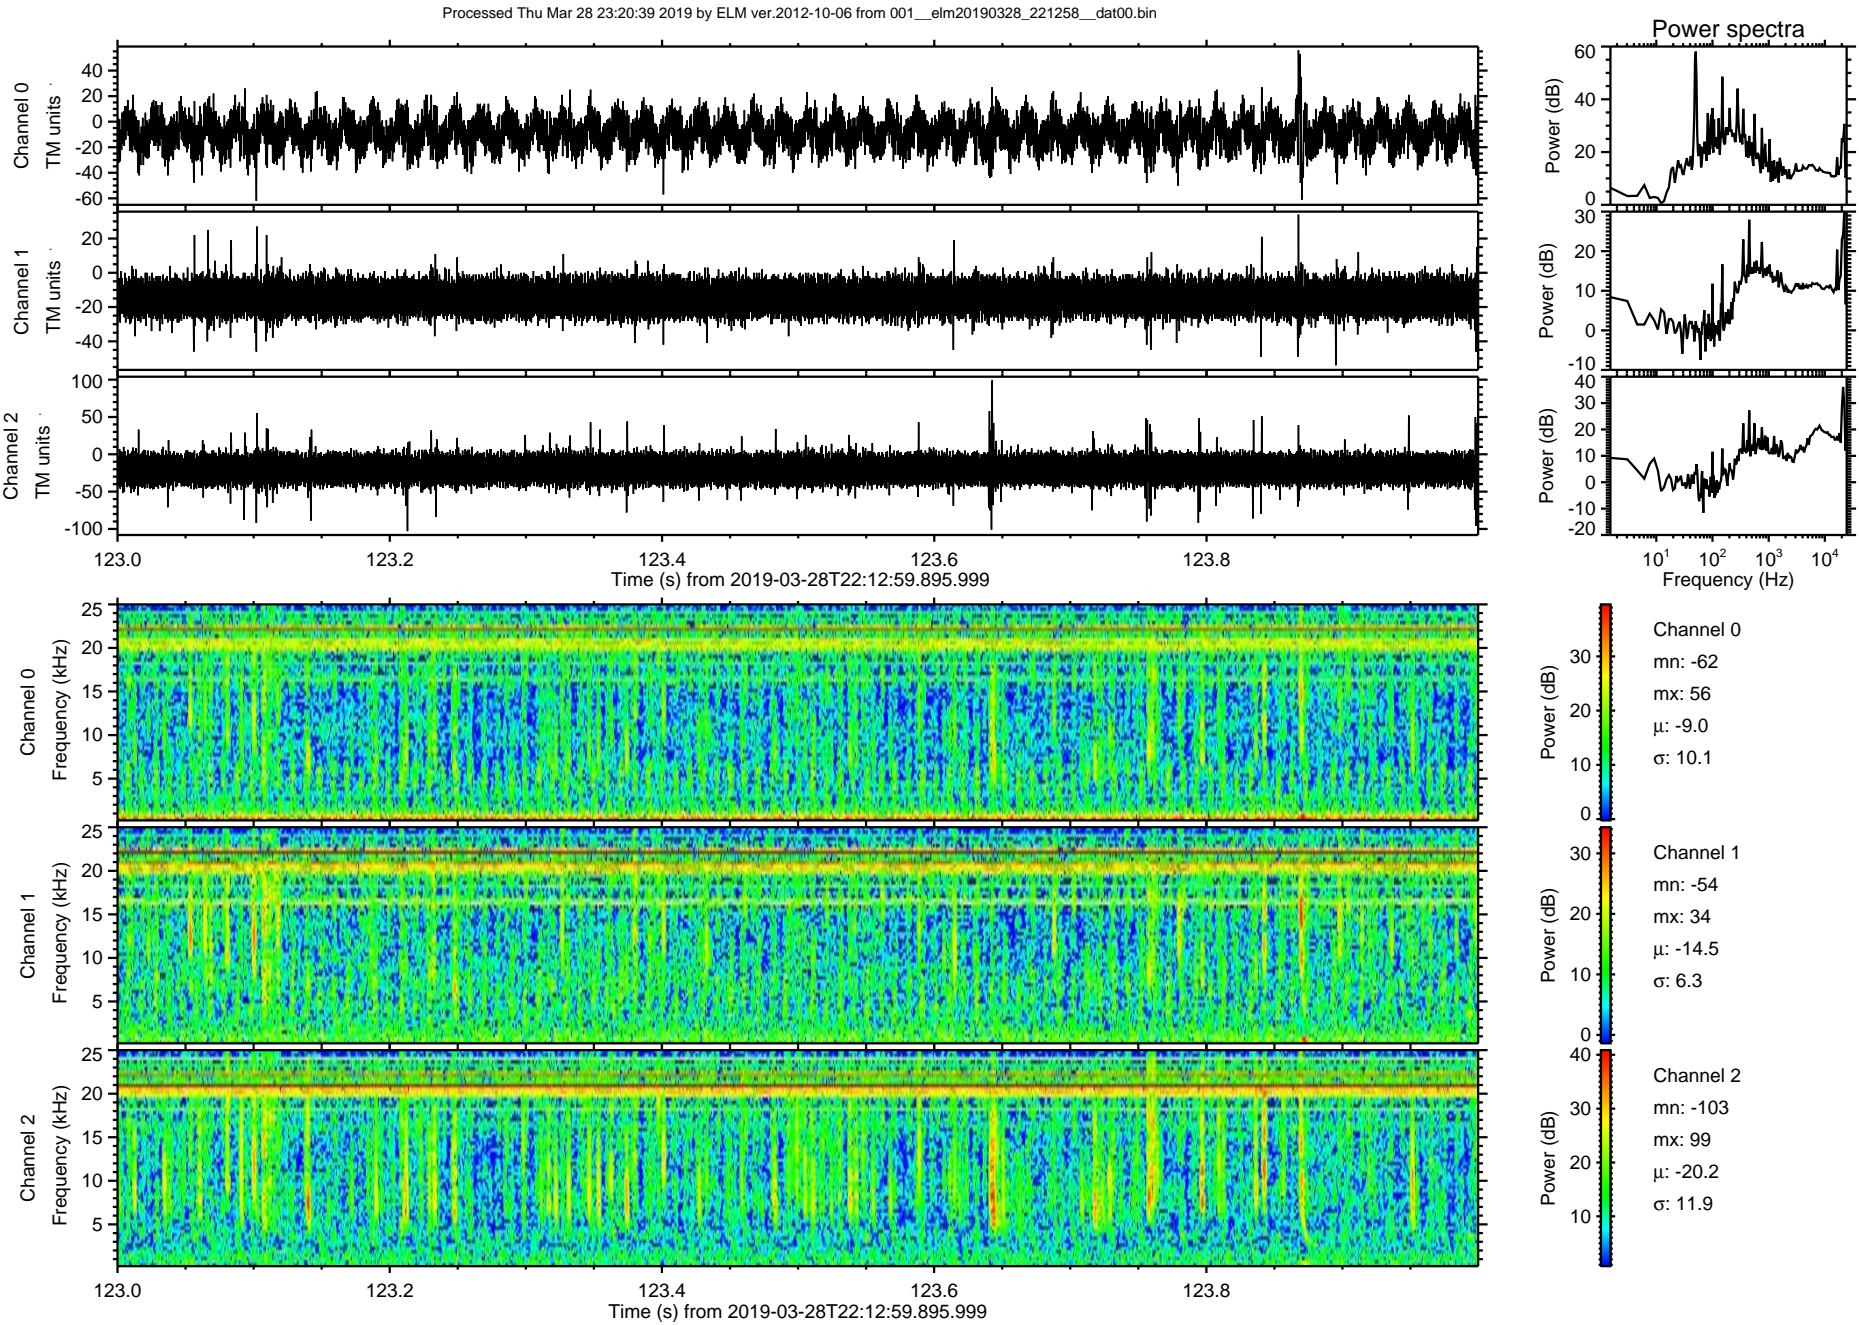 Processed Thu Mar 28 23:20:39 2019 by ELM ver.2012-10-06 from 001__elm20190328_221258__dat00.bin
Power spectra
Channel 0
TM units
40
20
0
-20
-40
-60
Power (dB)
60
40
20
0
Channel 1
TM units
20
0
-20
-40
Power (dB)
30
20
10
0
-10
Channel 2
TM units
100
50
0
-50
-100
Power (dB)
40
30
20
10
0
-10
-20
123.0 123.2 123.4 123.6 123.8
Time (s) from 2019-03-28T22:12:59.895.999
10^1 10^2 10^3 10^4
Frequency (Hz)
Channel 0
Frequency (kHz)
25
20
15
10
5
Power (dB)
30
20
10
0
Channel 0
mn: -62
mx: 56
μ: -9.0
σ: 10.1
Channel 1
Frequency (kHz)
25
20
15
10
5
Power (dB)
30
20
10
0
Channel 1
mn: -54
mx: 34
μ: -14.5
σ: 6.3
Channel 2
Frequency (kHz)
25
20
15
10
5
Power (dB)
40
30
20
10
Channel 2
mn: -103
mx: 99
μ: -20.2
σ: 11.9
123.0 123.2 123.4 123.6 123.8
Time (s) from 2019-03-28T22:12:59.895.999